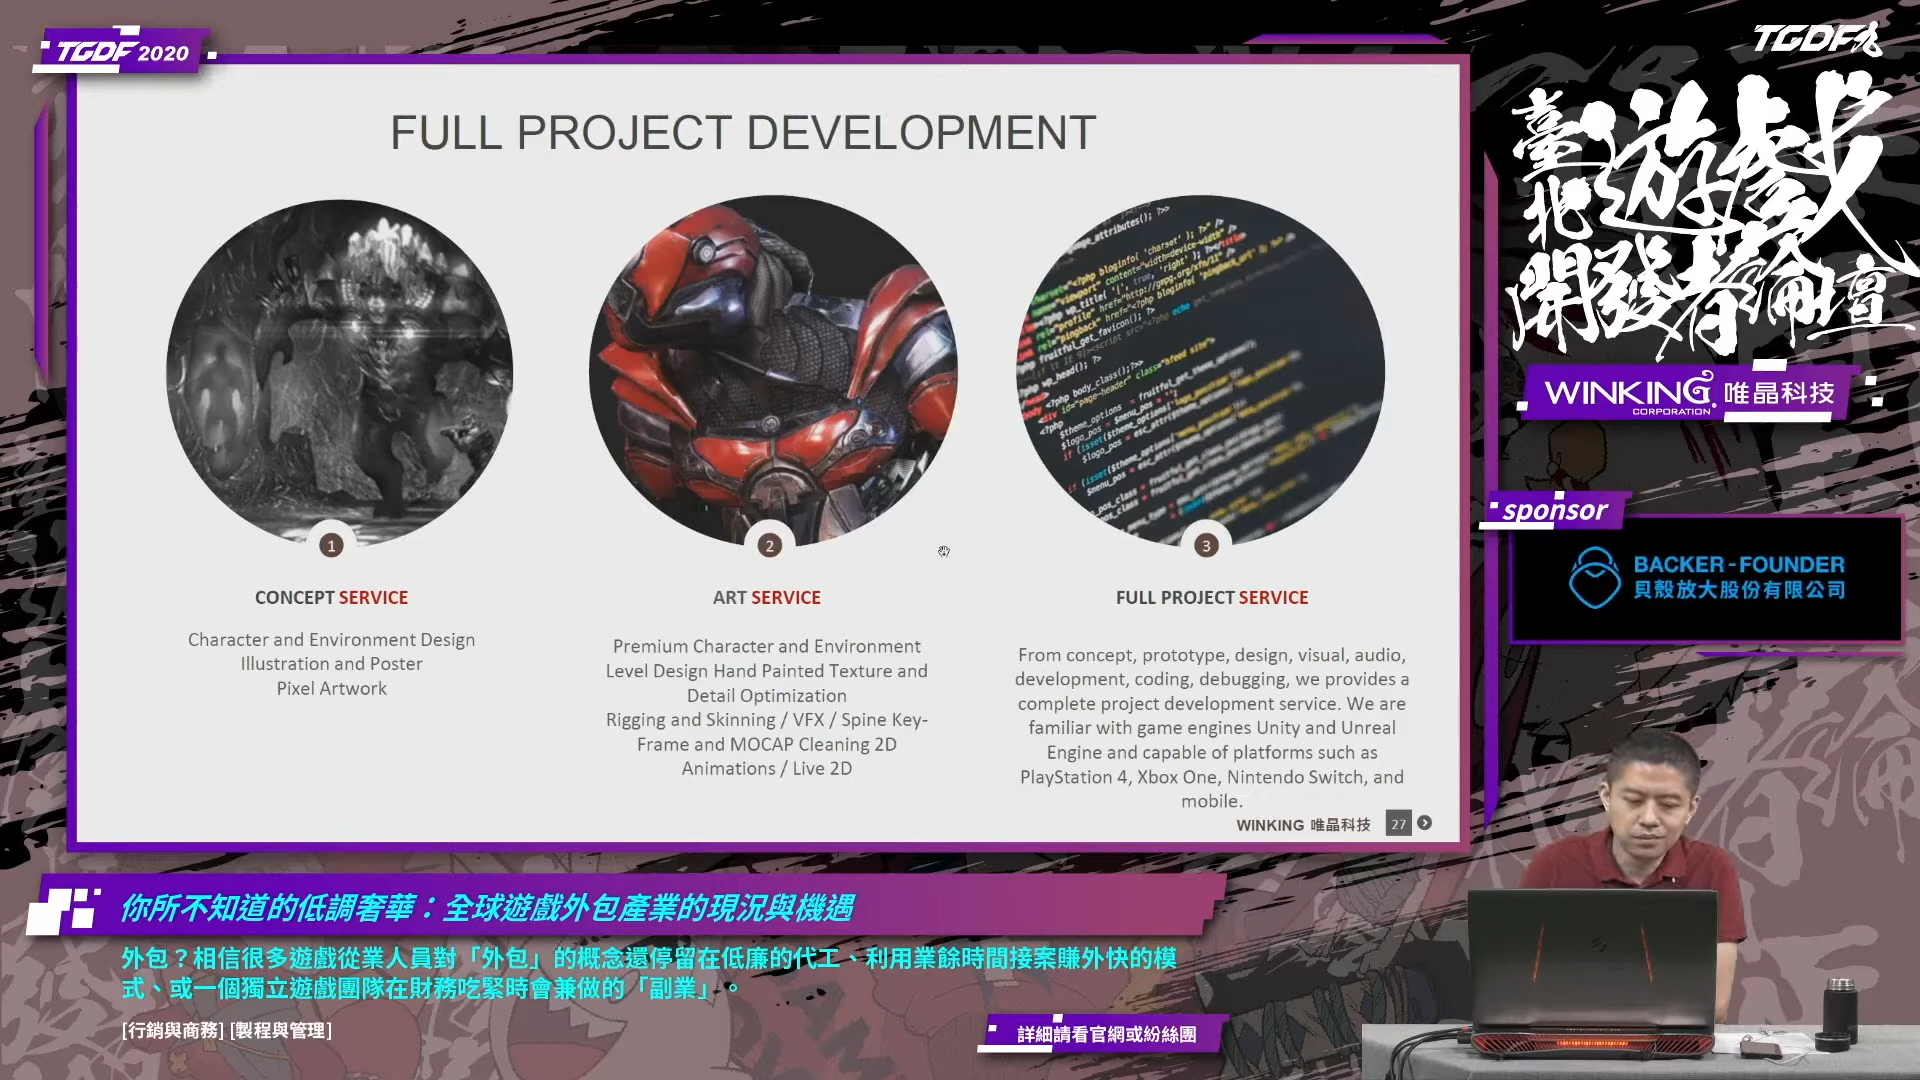 TGDF 2020
TGDF 九
臺北遊戲開發者論壇
WINKING 唯晶科技
CORPORATION
sponsor
BACKER-FOUNDER
貝殼放大股份有限公司
FULL PROJECT DEVELOPMENT
1
CONCEPT SERVICE
Character and Environment Design
Illustration and Poster
Pixel Artwork
2
ART SERVICE
Premium Character and Environment
Level Design Hand Painted Texture and
Detail Optimization
Rigging and Skinning / VFX / Spine Key-
Frame and MOCAP Cleaning 2D
Animations / Live 2D
3
FULL PROJECT SERVICE
From concept, prototype, design, visual, audio,
development, coding, debugging, we provides a
complete project development service. We are
familiar with game engines Unity and Unreal
Engine and capable of platforms such as
PlayStation 4, Xbox One, Nintendo Switch, and
mobile.
WINKING 唯晶科技 27
你所不知道的低調奢華：全球遊戲外包產業的現況與機遇
外包？相信很多遊戲從業人員對「外包」的概念還停留在低廉的代工、利用業餘時間接案賺外快的模
式、或一個獨立遊戲團隊在財務吃緊時會兼做的「副業」。
[行銷與商務] [製程與管理]
詳細請看官網或紛絲團